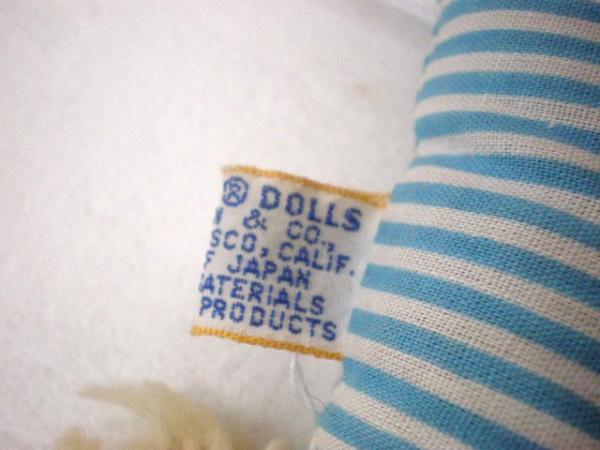 ® DOLLS
N & CO.,
SCO, CALIF.
F JAPAN
ATERIALS
PRODUCTS